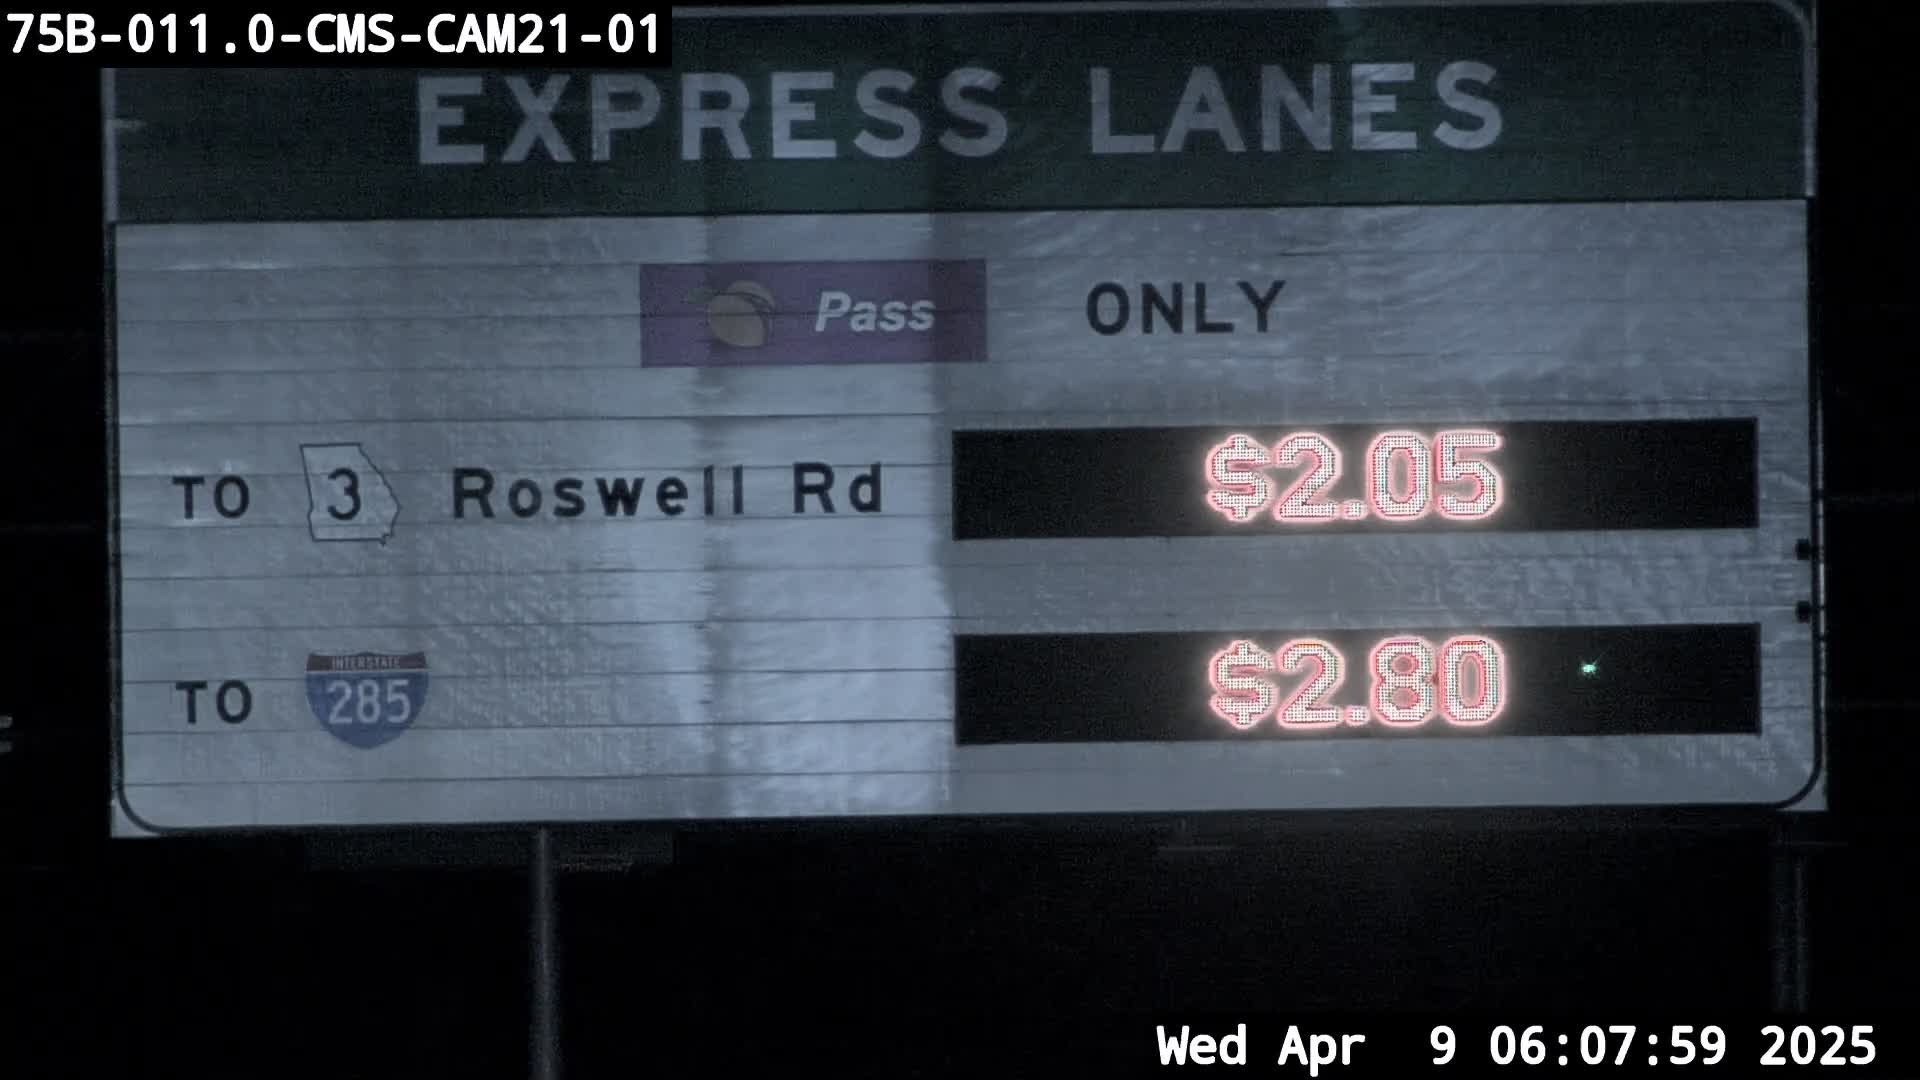 75B-011.0-CMS-CAM21-01
EXPRESS LANES
Pass ONLY
TO 3 Roswell Rd $2.05
TO INTERSTATE 285 $2.80
Wed Apr 9 06:07:59 2025